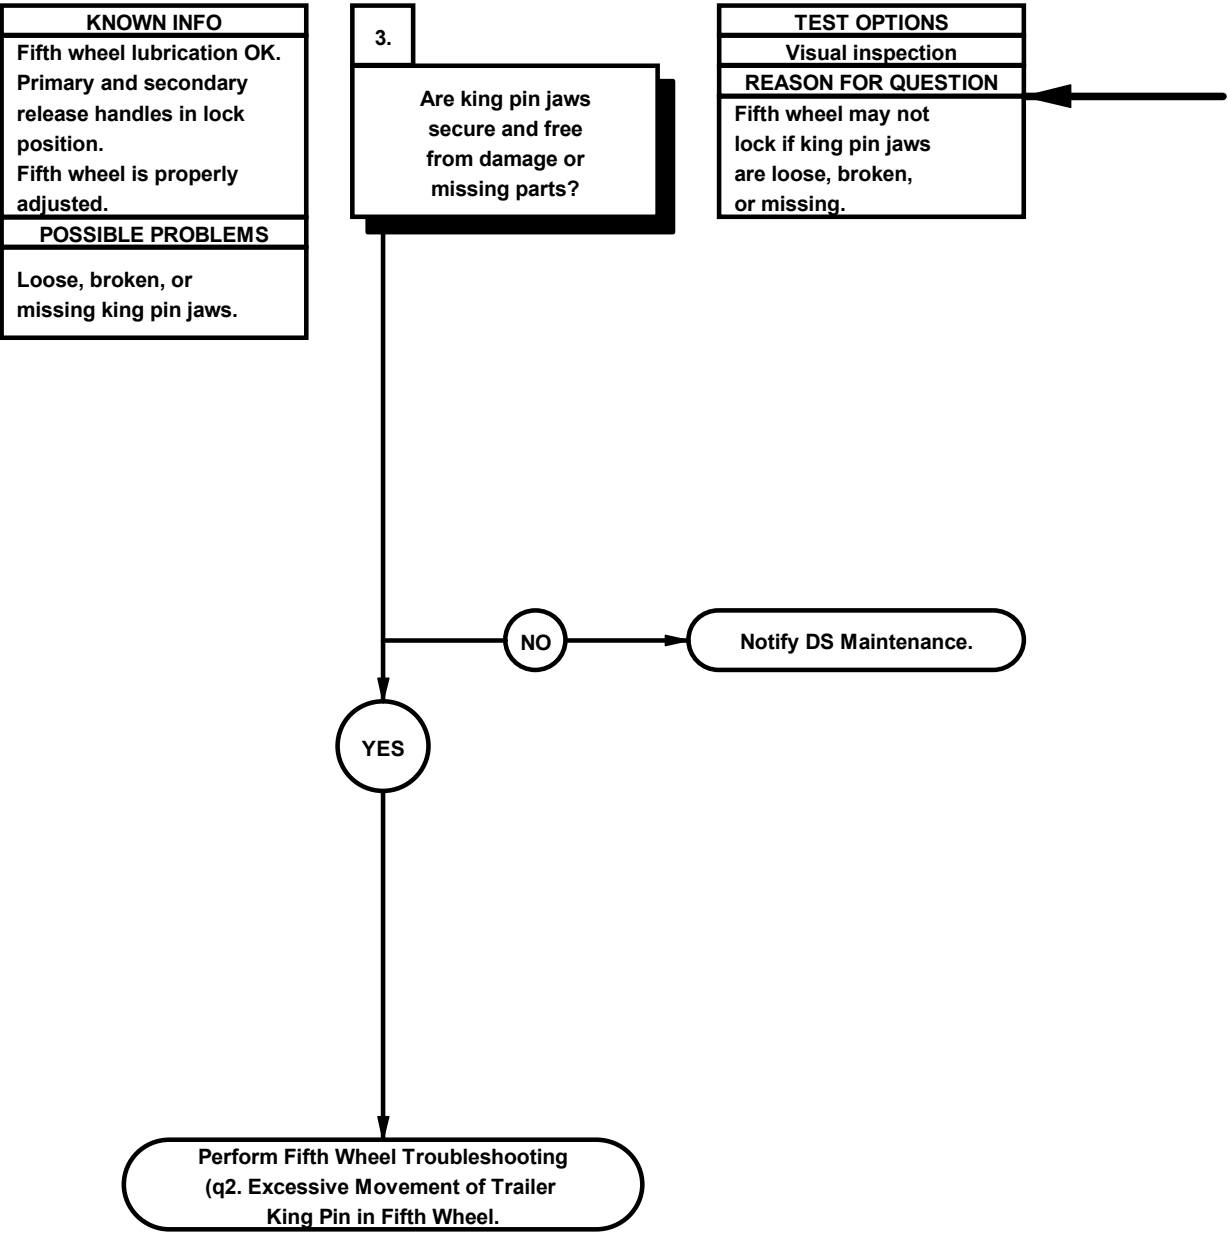 KNOWN INFO
Fifth wheel lubrication OK.
Primary and secondary
release handles in lock
position.
Fifth wheel is properly
adjusted.
POSSIBLE PROBLEMS
Loose, broken, or
missing king pin jaws.
3.
Are king pin jaws
secure and free
from damage or
missing parts?
TEST OPTIONS
Visual inspection
REASON FOR QUESTION
Fifth wheel may not
lock if king pin jaws
are loose, broken,
or missing.
NO
Notify DS Maintenance.
YES
Perform Fifth Wheel Troubleshooting
(q2. Excessive Movement of Trailer
King Pin in Fifth Wheel.